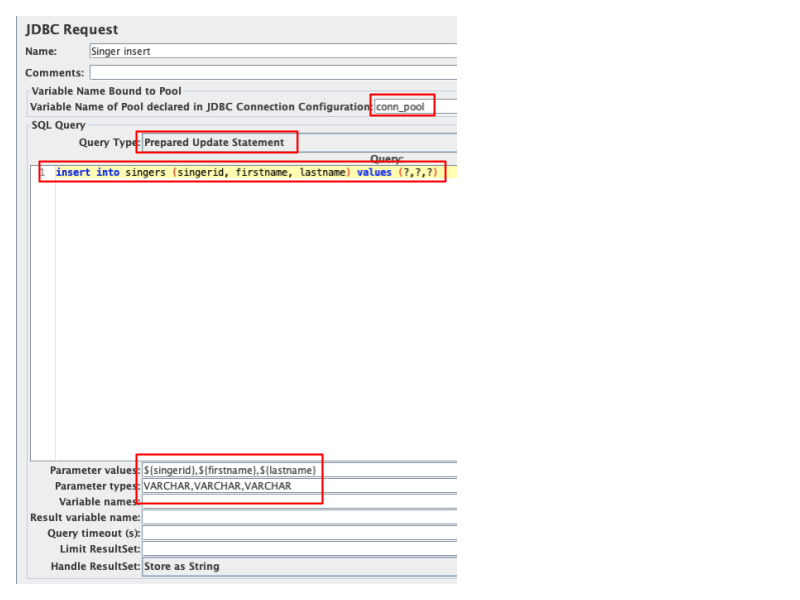 JDBC Request
Name: Singer insert
Comments:
Variable Name Bound to Pool
Variable Name of Pool declared in JDBC Connection Configuration: conn_pool
SQL Query
Query Type: Prepared Update Statement
Query:
1 insert into singers (singerid, firstname, lastname) values (?,?,?)
Parameter values: ${singerid},${firstname},${lastname}
Parameter types: VARCHAR,VARCHAR,VARCHAR
Variable names:
Result variable name:
Query timeout (s):
Limit ResultSet:
Handle ResultSet: Store as String